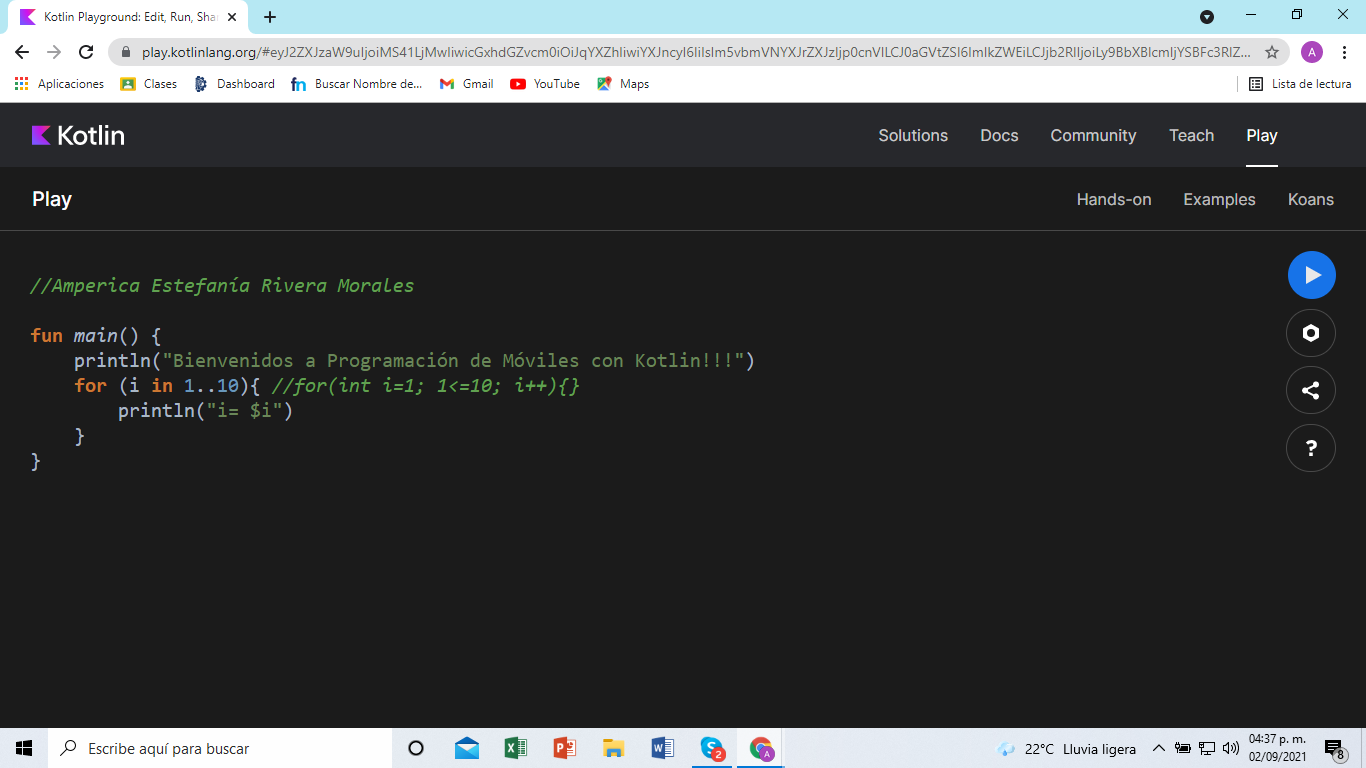 Kotlin Playground: Edit, Run, Sha
play.kotlinlang.org/
Aplicaciones
Clases
Dashboard
fn Buscar Nombre de...
Gmail
YouTube
Maps
Lista de lectura
Kotlin
Solutions
Docs
Community
Teach
Play
Play
Hands-on
Examples
Koans
//Amperica Estefanía Rivera Morales
fun main() {
println("Bienvenidos a Programación de Móviles con Kotlin!!!")
for (i in 1..10){ //for(int i=1; 1<=10; i++){}
println("i= $i")
}
}
?
Escribe aquí para buscar
2
A
22°C Lluvia ligera
04:37 p. m.
02/09/2021
8